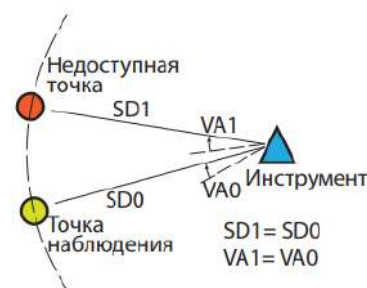 Недоступная
точка
SD1
VA1
VA0
SD0
Инструмент
Точка
наблюдения
SD1= SD0
VA1= VA0